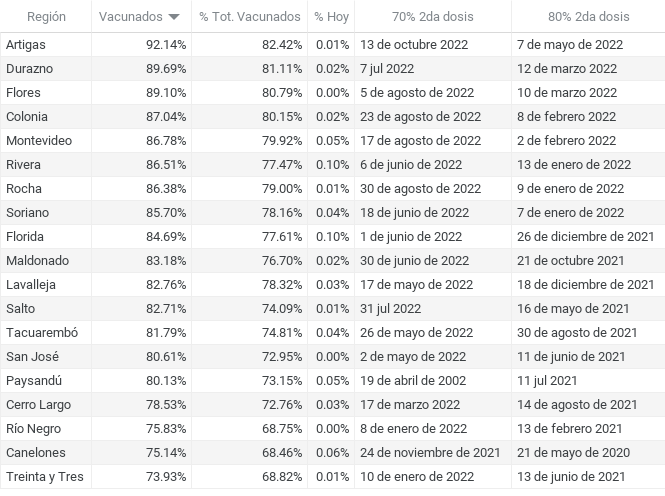 Región Vacunados % Tot. Vacunados % Hoy 70% 2da dosis 80% 2da dosis
Artigas 92.14% 82.42% 0.01% 13 de octubre 2022 7 de mayo de 2022
Durazno 89.69% 81.11% 0.02% 7 jul 2022 12 de marzo 2022
Flores 89.10% 80.79% 0.00% 5 de agosto de 2022 10 de marzo 2022
Colonia 87.04% 80.15% 0.02% 23 de agosto de 2022 8 de febrero 2022
Montevideo 86.78% 79.92% 0.05% 17 de agosto de 2022 2 de febrero 2022
Rivera 86.51% 77.47% 0.10% 6 de junio de 2022 13 de enero de 2022
Rocha 86.38% 79.00% 0.01% 30 de agosto de 2022 9 de enero de 2022
Soriano 85.70% 78.16% 0.04% 18 de junio de 2022 7 de enero de 2022
Florida 84.69% 77.61% 0.10% 1 de junio de 2022 26 de diciembre de 2021
Maldonado 83.18% 76.70% 0.02% 30 de junio de 2022 21 de octubre 2021
Lavalleja 82.76% 78.32% 0.03% 17 de mayo de 2022 18 de diciembre de 2021
Salto 82.71% 74.09% 0.01% 31 jul 2022 16 de mayo de 2021
Tacuarembó 81.79% 74.81% 0.04% 26 de mayo de 2022 30 de agosto de 2021
San José 80.61% 72.95% 0.00% 2 de mayo de 2022 11 de junio de 2021
Paysandú 80.13% 73.15% 0.05% 19 de abril de 2002 11 jul 2021
Cerro Largo 78.53% 72.76% 0.03% 17 de marzo 2022 14 de agosto de 2021
Río Negro 75.83% 68.75% 0.00% 8 de enero de 2022 13 de febrero 2021
Canelones 75.14% 68.46% 0.06% 24 de noviembre de 2021 21 de mayo de 2020
Treinta y Tres 73.93% 68.82% 0.01% 10 de enero de 2022 13 de junio de 2021